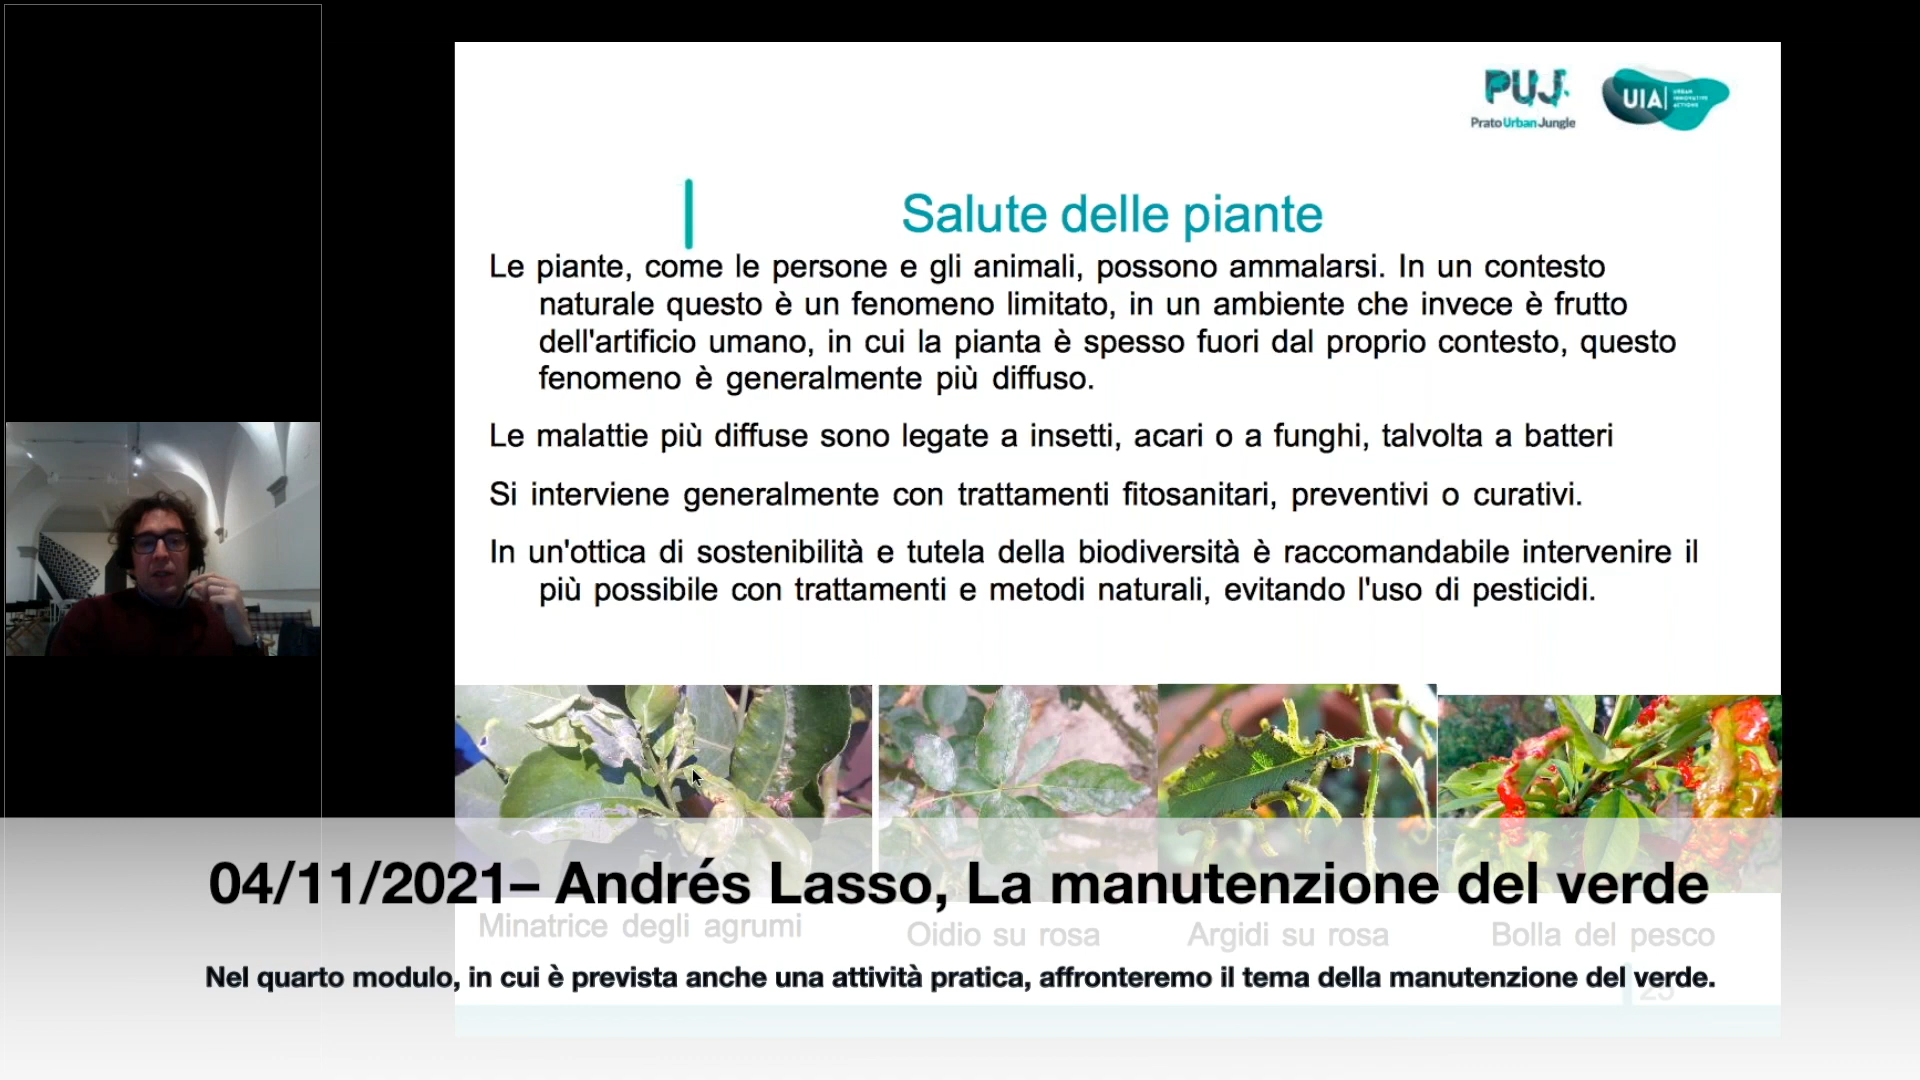 PUJ.
Prato Urban Jungle
UIA
URBAN
INNOVATIVE
ACTIONS
Salute delle piante
Le piante, come le persone e gli animali, possono ammalarsi. In un contesto
naturale questo è un fenomeno limitato, in un ambiente che invece è frutto
dell'artificio umano, in cui la pianta è spesso fuori dal proprio contesto, questo
fenomeno è generalmente più diffuso.
Le malattie più diffuse sono legate a insetti, acari o a funghi, talvolta a batteri
Si interviene generalmente con trattamenti fitosanitari, preventivi o curativi.
In un'ottica di sostenibilità e tutela della biodiversità è raccomandabile intervenire il
più possibile con trattamenti e metodi naturali, evitando l'uso di pesticidi.
04/11/2021– Andrés Lasso, La manutenzione del verde
Minatrice degli agrumi
Oidio su rosa
Argidi su rosa
Bolla del pesco
Nel quarto modulo, in cui è prevista anche una attività pratica, affronteremo il tema della manutenzione del verde.
25